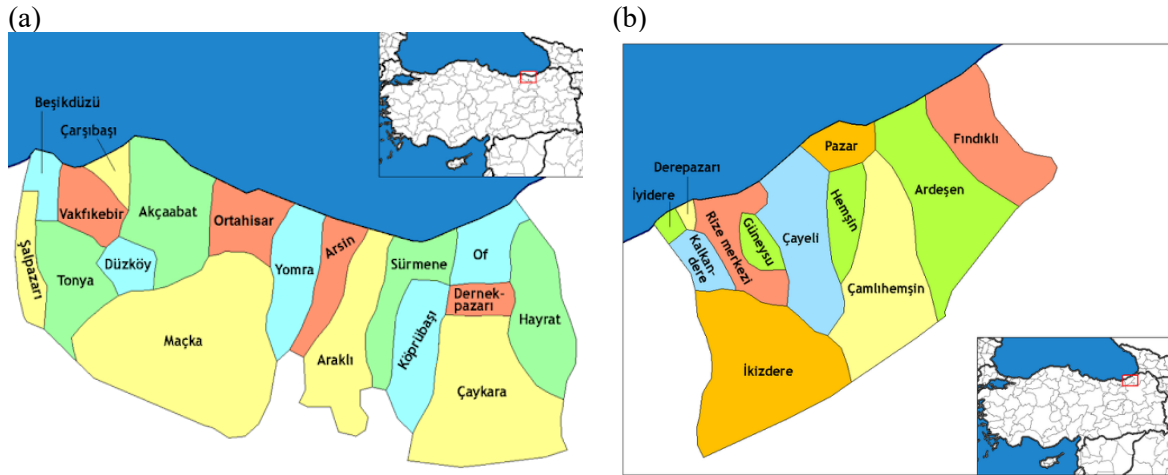 (a)
Beşikdüzü
Çarşıbaşı
Vakfıkebir
Akçaabat
Ortahisar
Yomra
Arsin
Sürmene
Of
Şalpazarı
Tonya
Düzköy
Dernek-
pazarı
Hayrat
Maçka
Araklı
Köprübaşı
Çaykara
(b)
Pazar
Fındıklı
Derepazarı
İyidere
Ardeşen
Hemşin
Rize merkezi
Güneysu
Çayeli
Kalkan-
dere
Çamlıhemşin
İkizdere